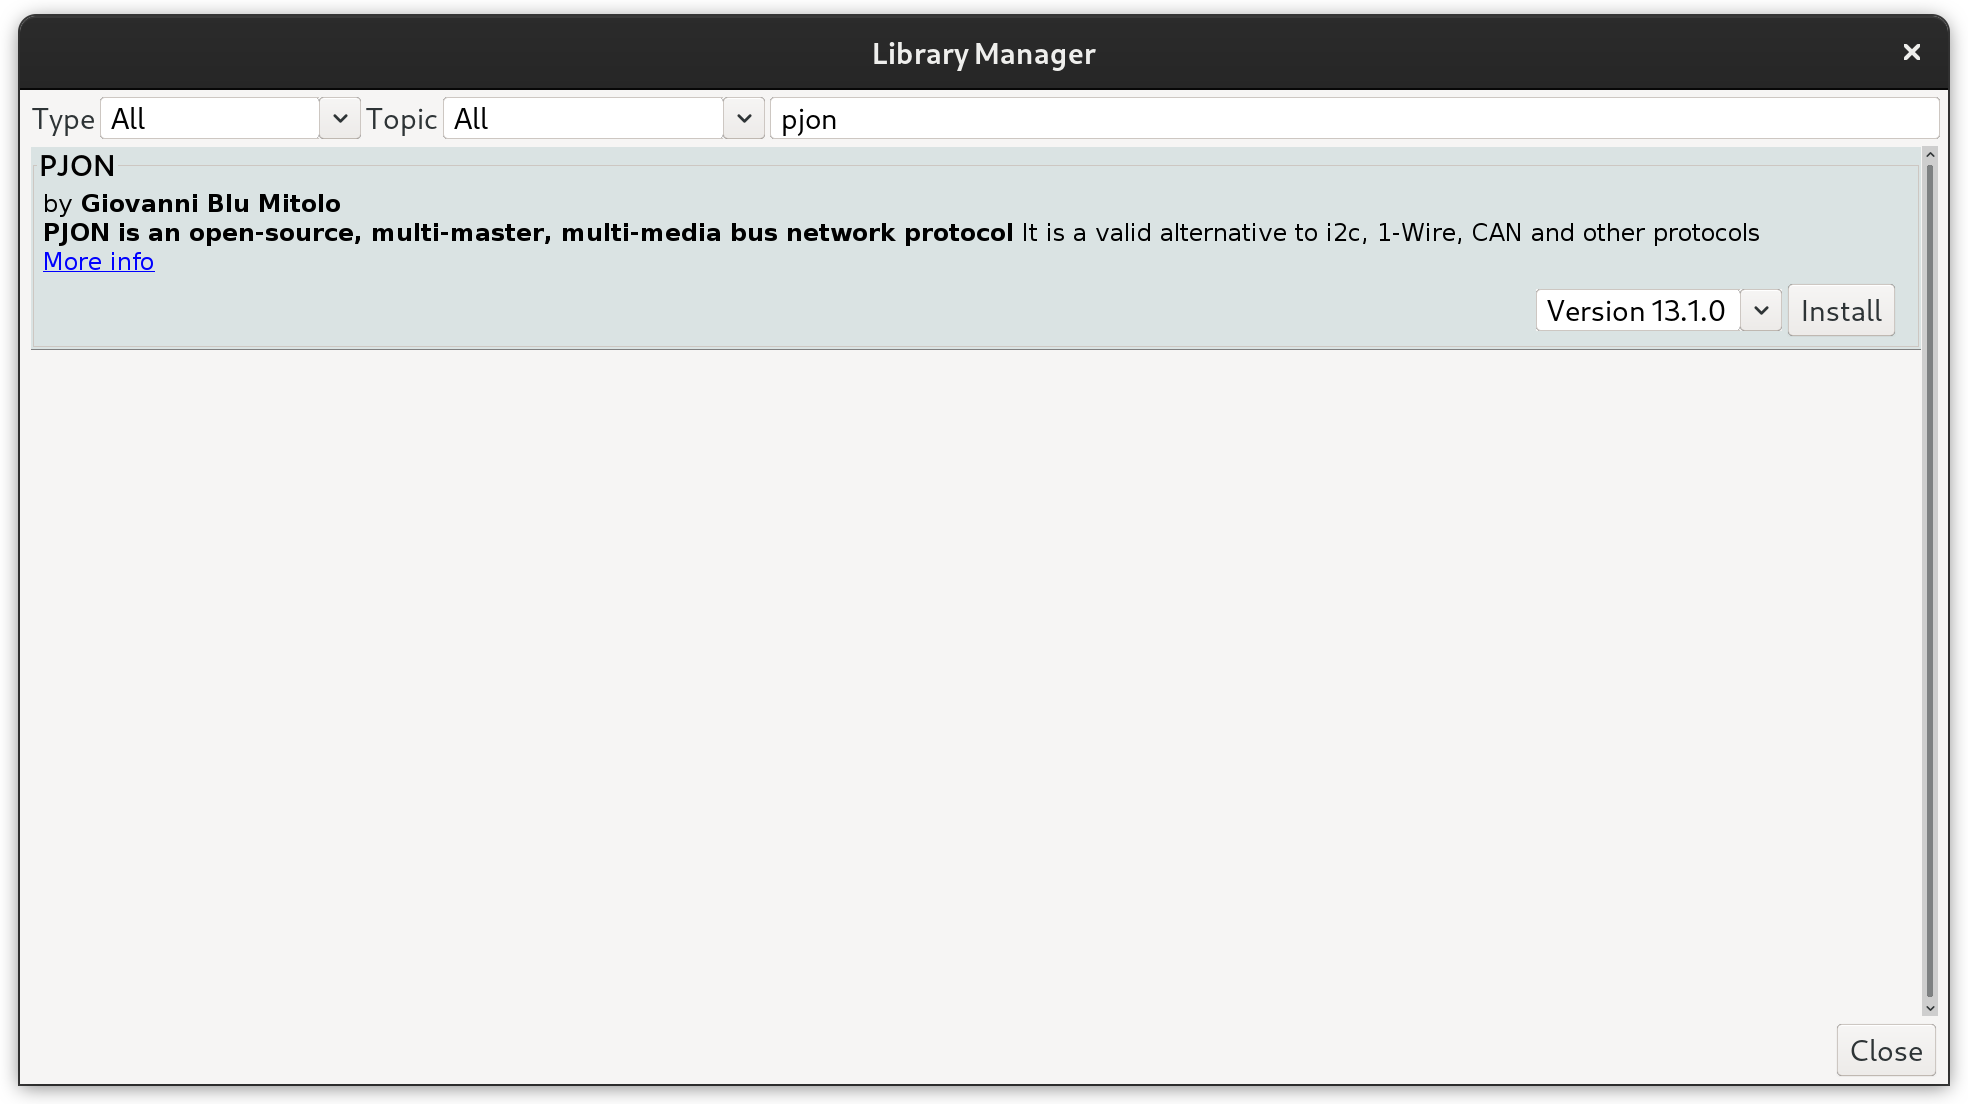 Library Manager
Type All Topic All pjon
PJON
by Giovanni Blu Mitolo
PJON is an open-source, multi-master, multi-media bus network protocol It is a valid alternative to i2c, 1-Wire, CAN and other protocols
More info
Version 13.1.0 Install
Close